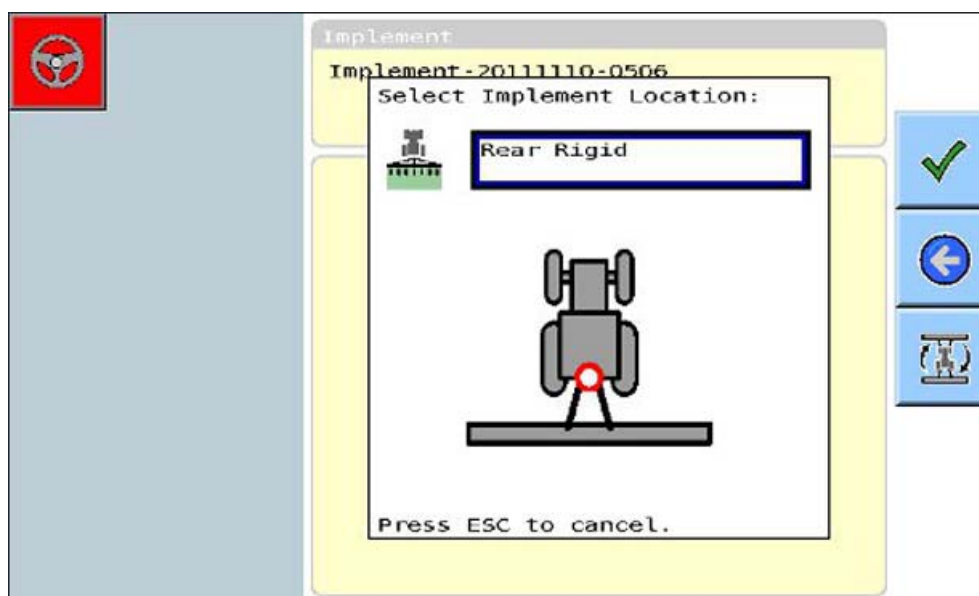 Implement
Implement-20111110-0506
Select Implement Location:
Rear Rigid
Press ESC to cancel.